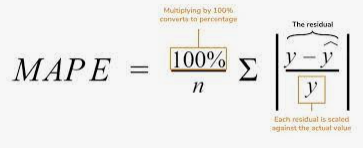 Multiplying by 100%
converts to percentage
The residual
MAPE = 100% / n Σ | y − ŷ / y |
Each residual is scaled
against the actual value